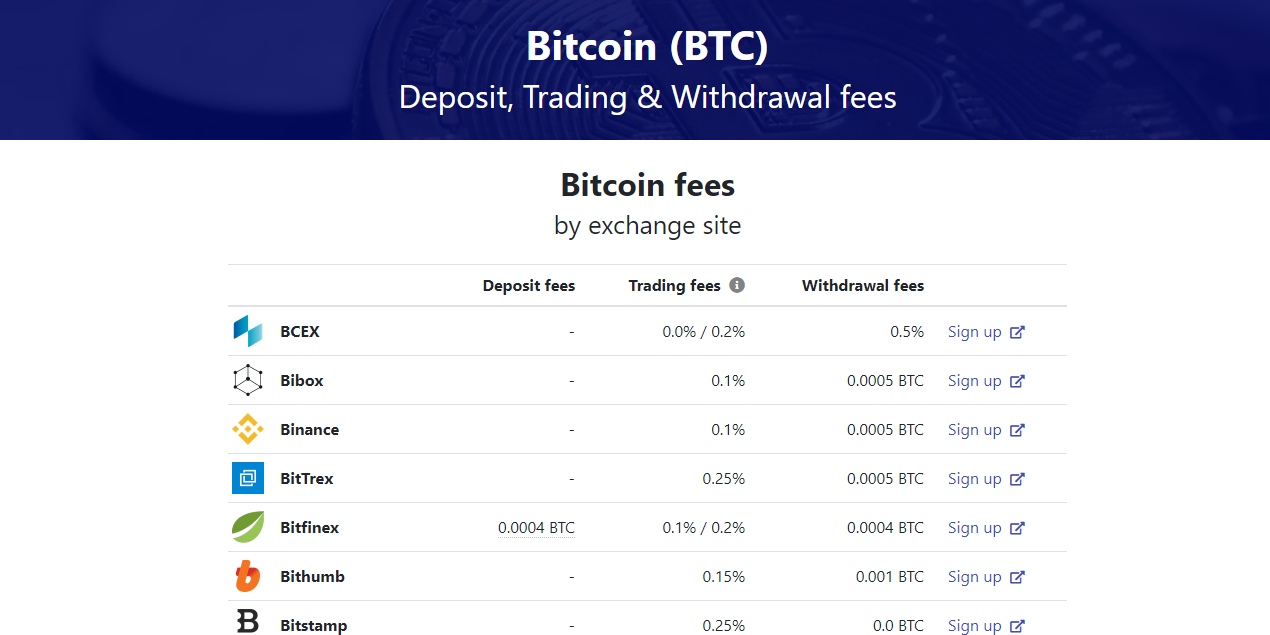 Bitcoin (BTC)
Deposit, Trading & Withdrawal fees
Bitcoin fees
by exchange site
Deposit fees Trading fees Withdrawal fees
BCEX - 0.0% / 0.2% 0.5% Sign up
Bibox - 0.1% 0.0005 BTC Sign up
Binance - 0.1% 0.0005 BTC Sign up
BitTrex - 0.25% 0.0005 BTC Sign up
Bitfinex 0.0004 BTC 0.1% / 0.2% 0.0004 BTC Sign up
Bithumb - 0.15% 0.001 BTC Sign up
Bitstamp - 0.25% 0.0 BTC Sign up